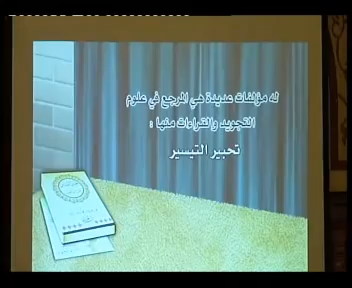 له مؤلفات عديدة هي المرجع في علوم
التجويد والقراءات منها :
تحبير التيسير